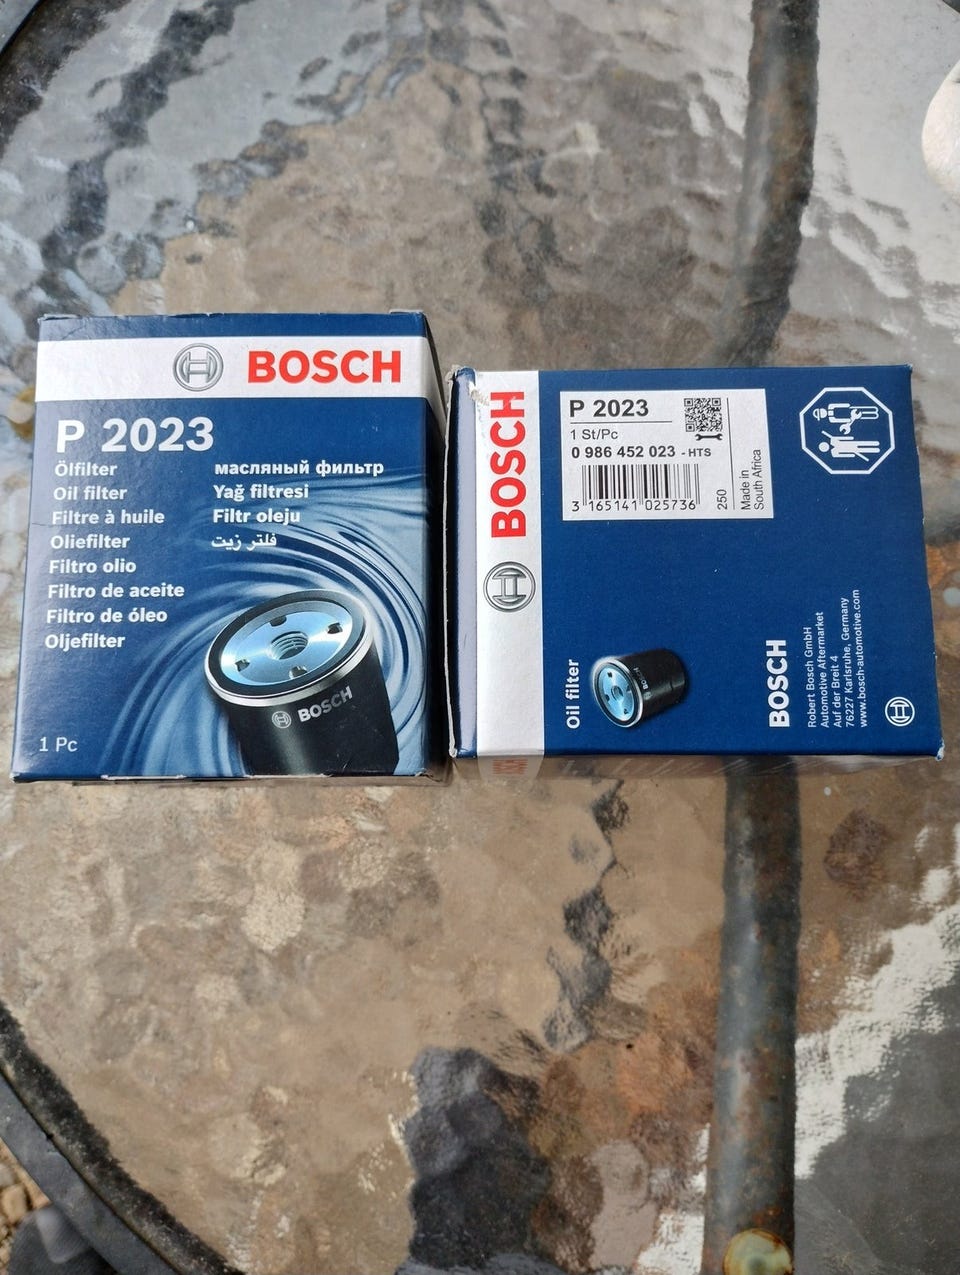 BOSCH
P 2023
Ölfilter
Oil filter
Filtre à huile
Oliefilter
Filtro olio
Filtro de aceite
Filtro de óleo
Oljefilter
масляный фильтр
Yağ filtresi
Filtr oleju
فلتر زيت
BOSCH
1 Pc
BOSCH
P 2023
1 St/Pc
0 986 452 023 - HTS
3 165141 025736
250
Made in
South Africa
Oil filter
BOSCH
BOSCH
Robert Bosch GmbH
Automotive Aftermarket
Auf der Breit 4
76227 Karlsruhe, Germany
www.bosch-automotive.com